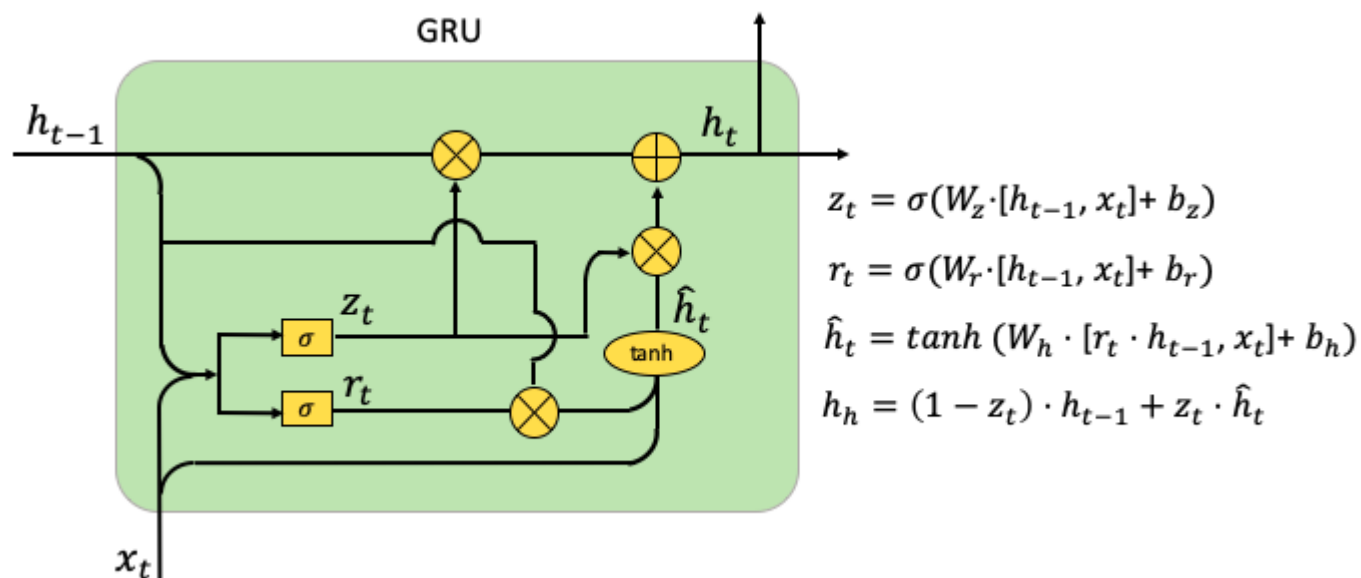 GRU
h_{t-1}
h_t
z_t
ĥ_t
σ
tanh
r_t
σ
x_t
z_t = σ(W_z·[h_{t-1}, x_t]+ b_z)
r_t = σ(W_r·[h_{t-1}, x_t]+ b_r)
ĥ_t = tanh (W_h · [r_t · h_{t-1}, x_t]+ b_h)
h_h = (1 − z_t) · h_{t-1} + z_t · ĥ_t